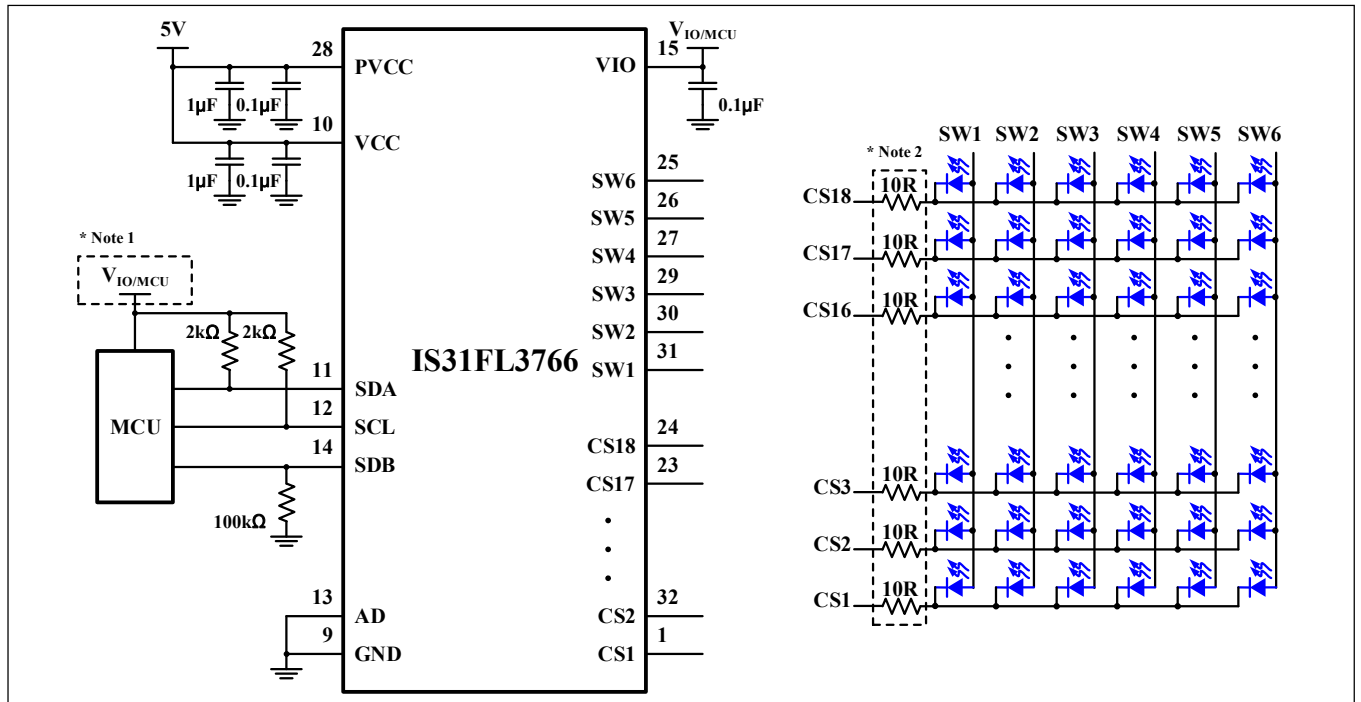 5V
28
PVCC
1μF
0.1μF
10
VCC
1μF
0.1μF
* Note 1
VIO/MCU
2kΩ
2kΩ
MCU
11
SDA
12
SCL
14
SDB
100kΩ
13
AD
9
GND
IS31FL3766
VIO/MCU
15
VIO
0.1μF
25
SW6
26
SW5
27
SW4
29
SW3
30
SW2
31
SW1
24
CS18
23
CS17
32
CS2
1
CS1
SW1 SW2 SW3 SW4 SW5 SW6
* Note 2
CS18 10R
CS17 10R
CS16 10R
CS3 10R
CS2 10R
CS1 10R